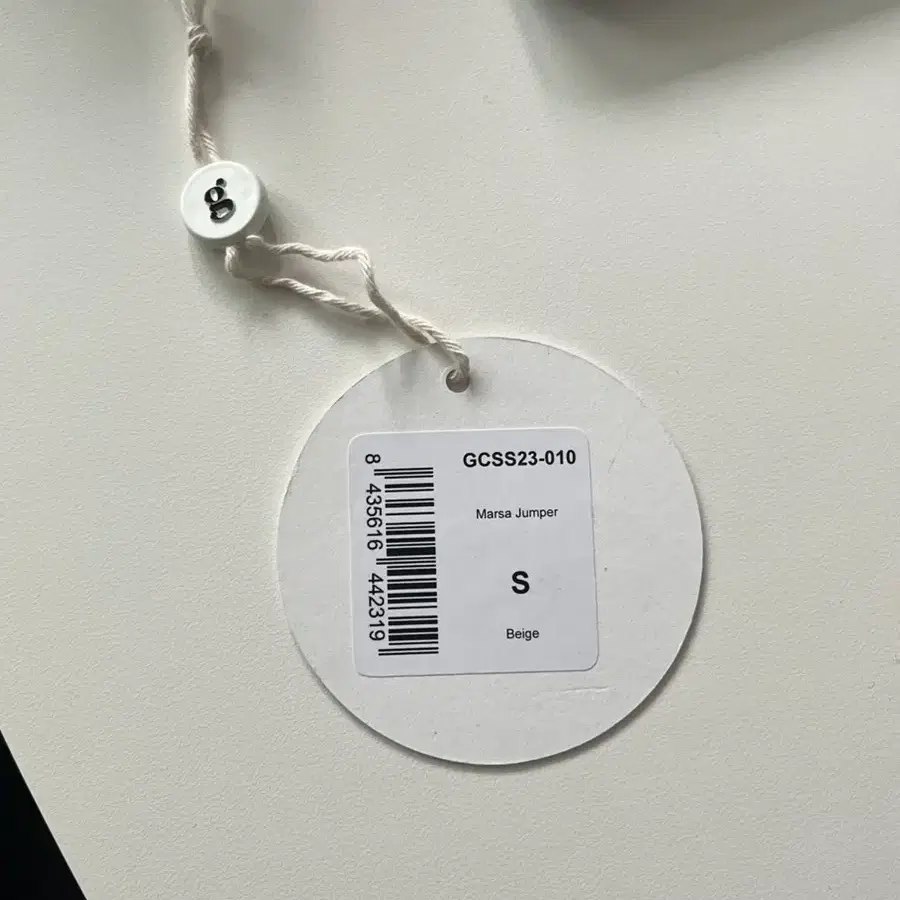 g
GCSS23-010
Marsa Jumper
S
Beige
8 435616 442319